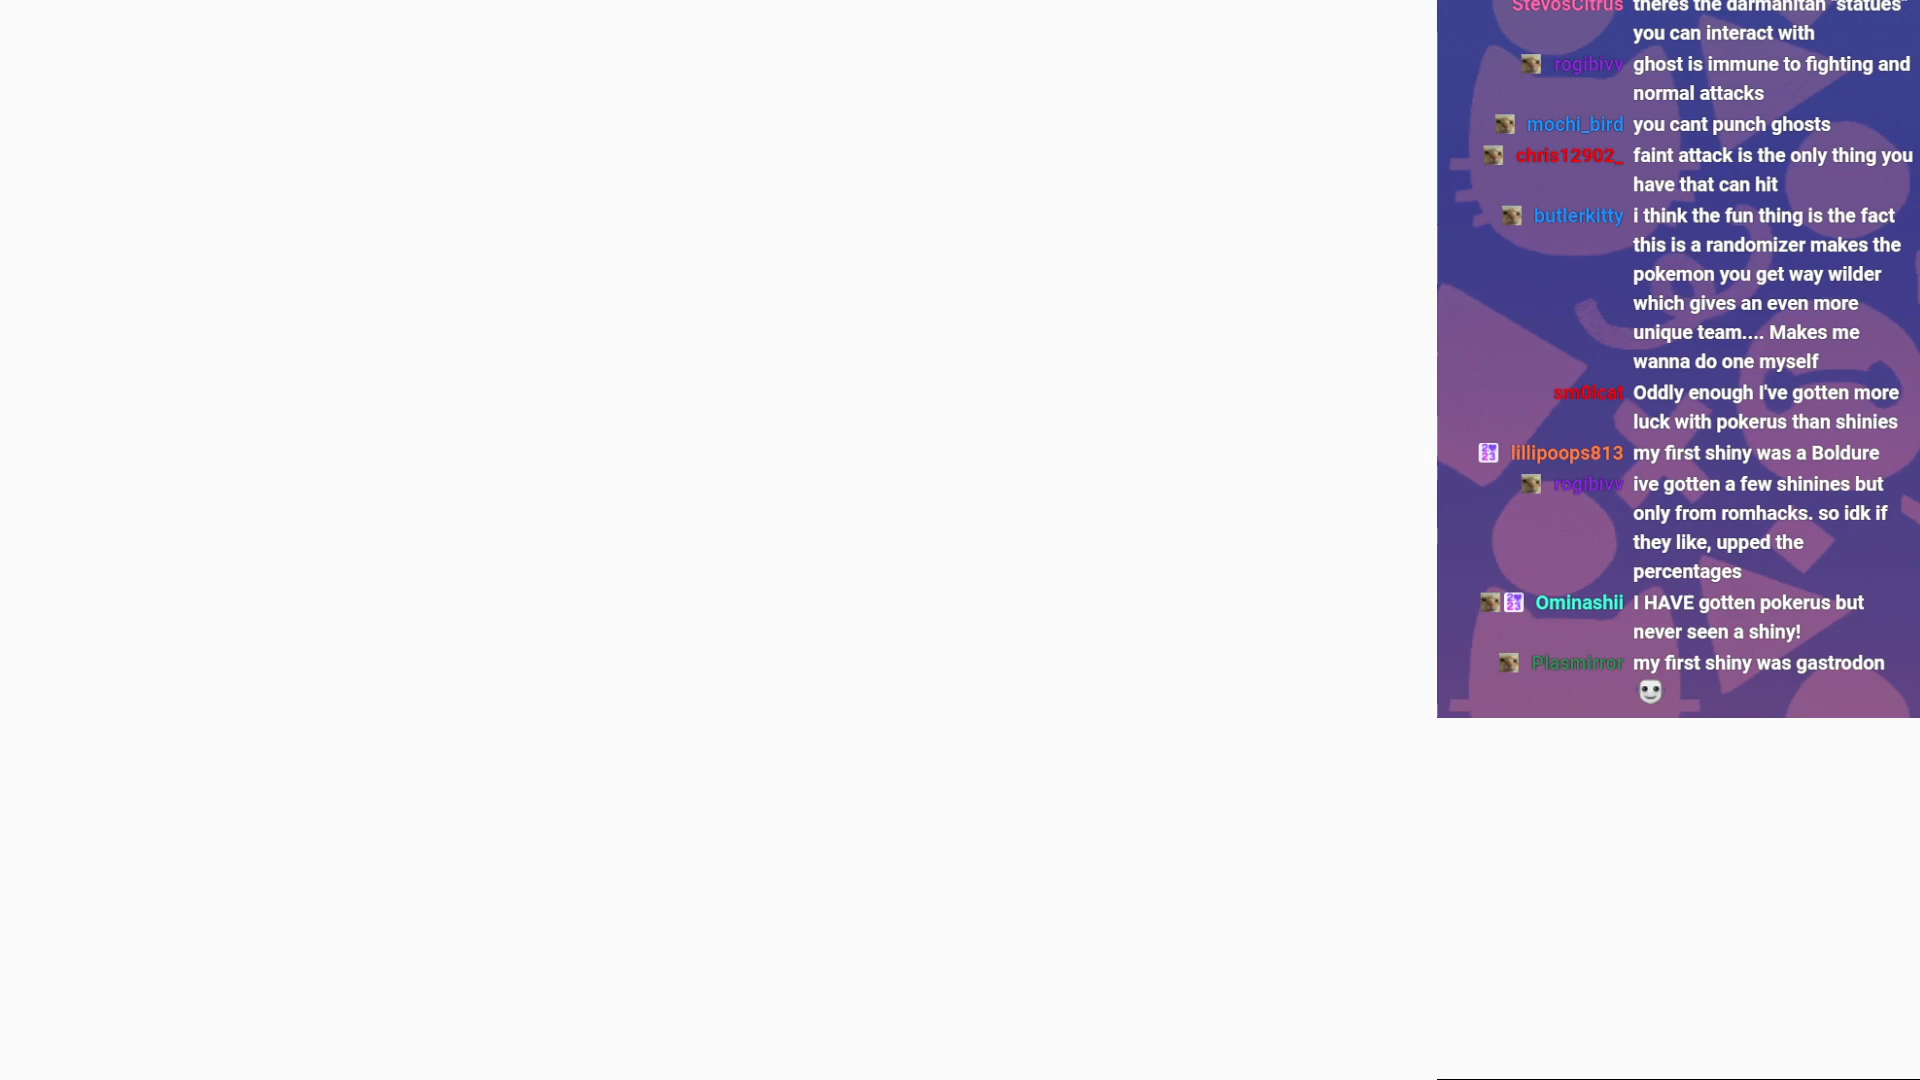 StevosCitrus theres the darmanitan "statues"
you can interact with
rogibivv ghost is immune to fighting and
normal attacks
mochi_bird you cant punch ghosts
chris12902_ faint attack is the only thing you
have that can hit
butlerkitty i think the fun thing is the fact
this is a randomizer makes the
pokemon you get way wilder
which gives an even more
unique team.... Makes me
wanna do one myself
sm0lcat Oddly enough I've gotten more
luck with pokerus than shinies
lillipoops813 my first shiny was a Boldure
rogibivv ive gotten a few shinines but
only from romhacks. so idk if
they like, upped the
percentages
Ominashii I HAVE gotten pokerus but
never seen a shiny!
Plasmirror my first shiny was gastrodon